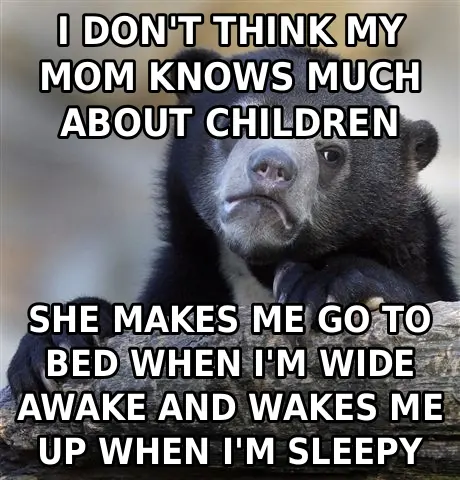 I DON'T THINK MY
MOM KNOWS MUCH
ABOUT CHILDREN
SHE MAKES ME GO TO
BED WHEN I'M WIDE
AWAKE AND WAKES ME
UP WHEN I'M SLEEPY